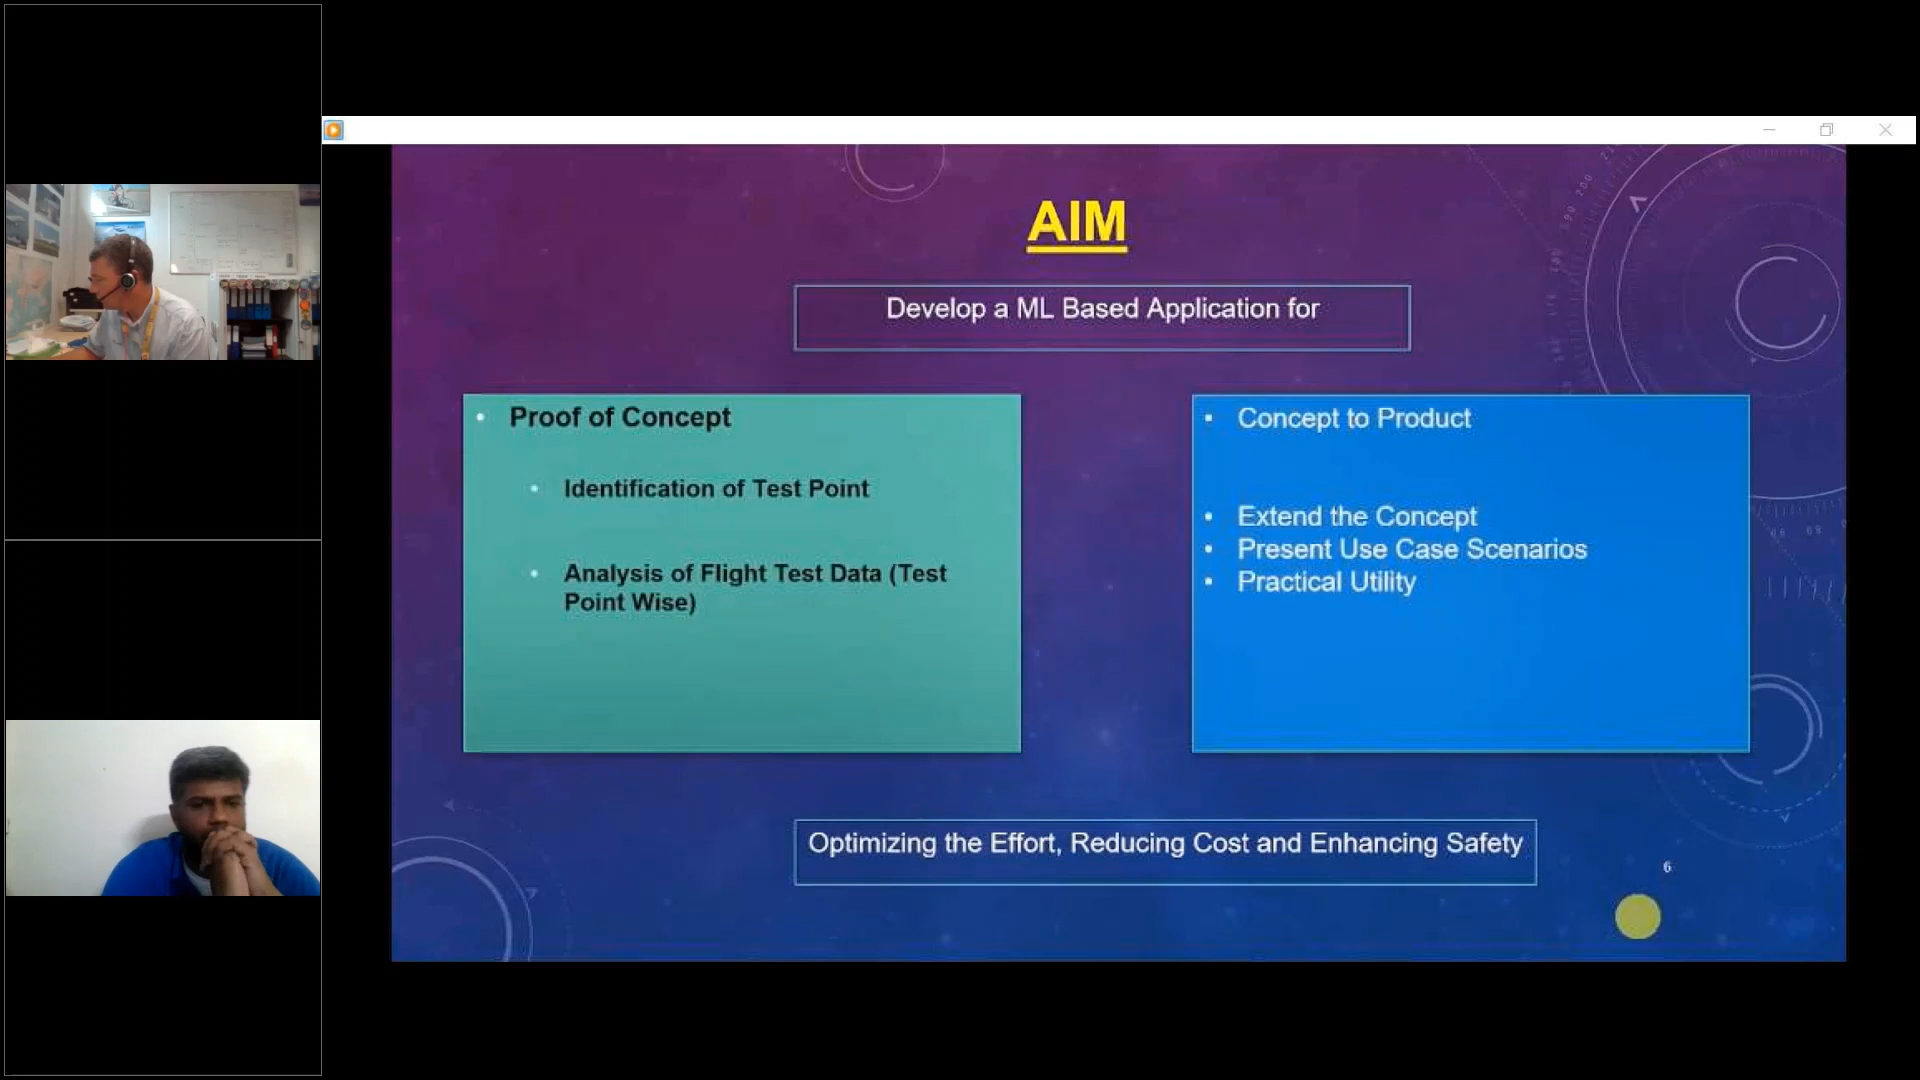 AIM
Develop a ML Based Application for
• Proof of Concept
• Identification of Test Point
• Analysis of Flight Test Data (Test
Point Wise)
• Concept to Product
• Extend the Concept
• Present Use Case Scenarios
• Practical Utility
Optimizing the Effort, Reducing Cost and Enhancing Safety
6